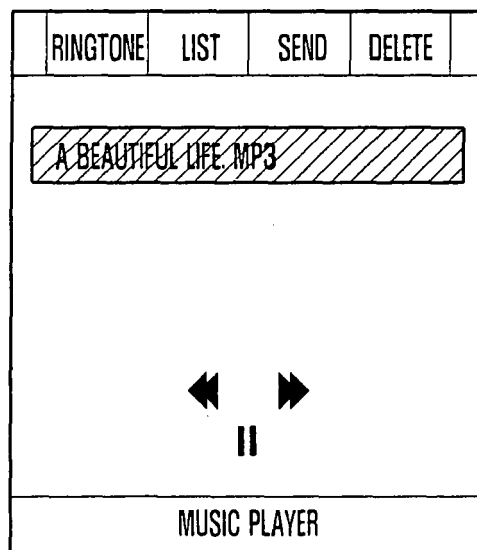 RINGTONE LIST SEND DELETE
A BEAUTIFUL LIFE. MP3
MUSIC PLAYER